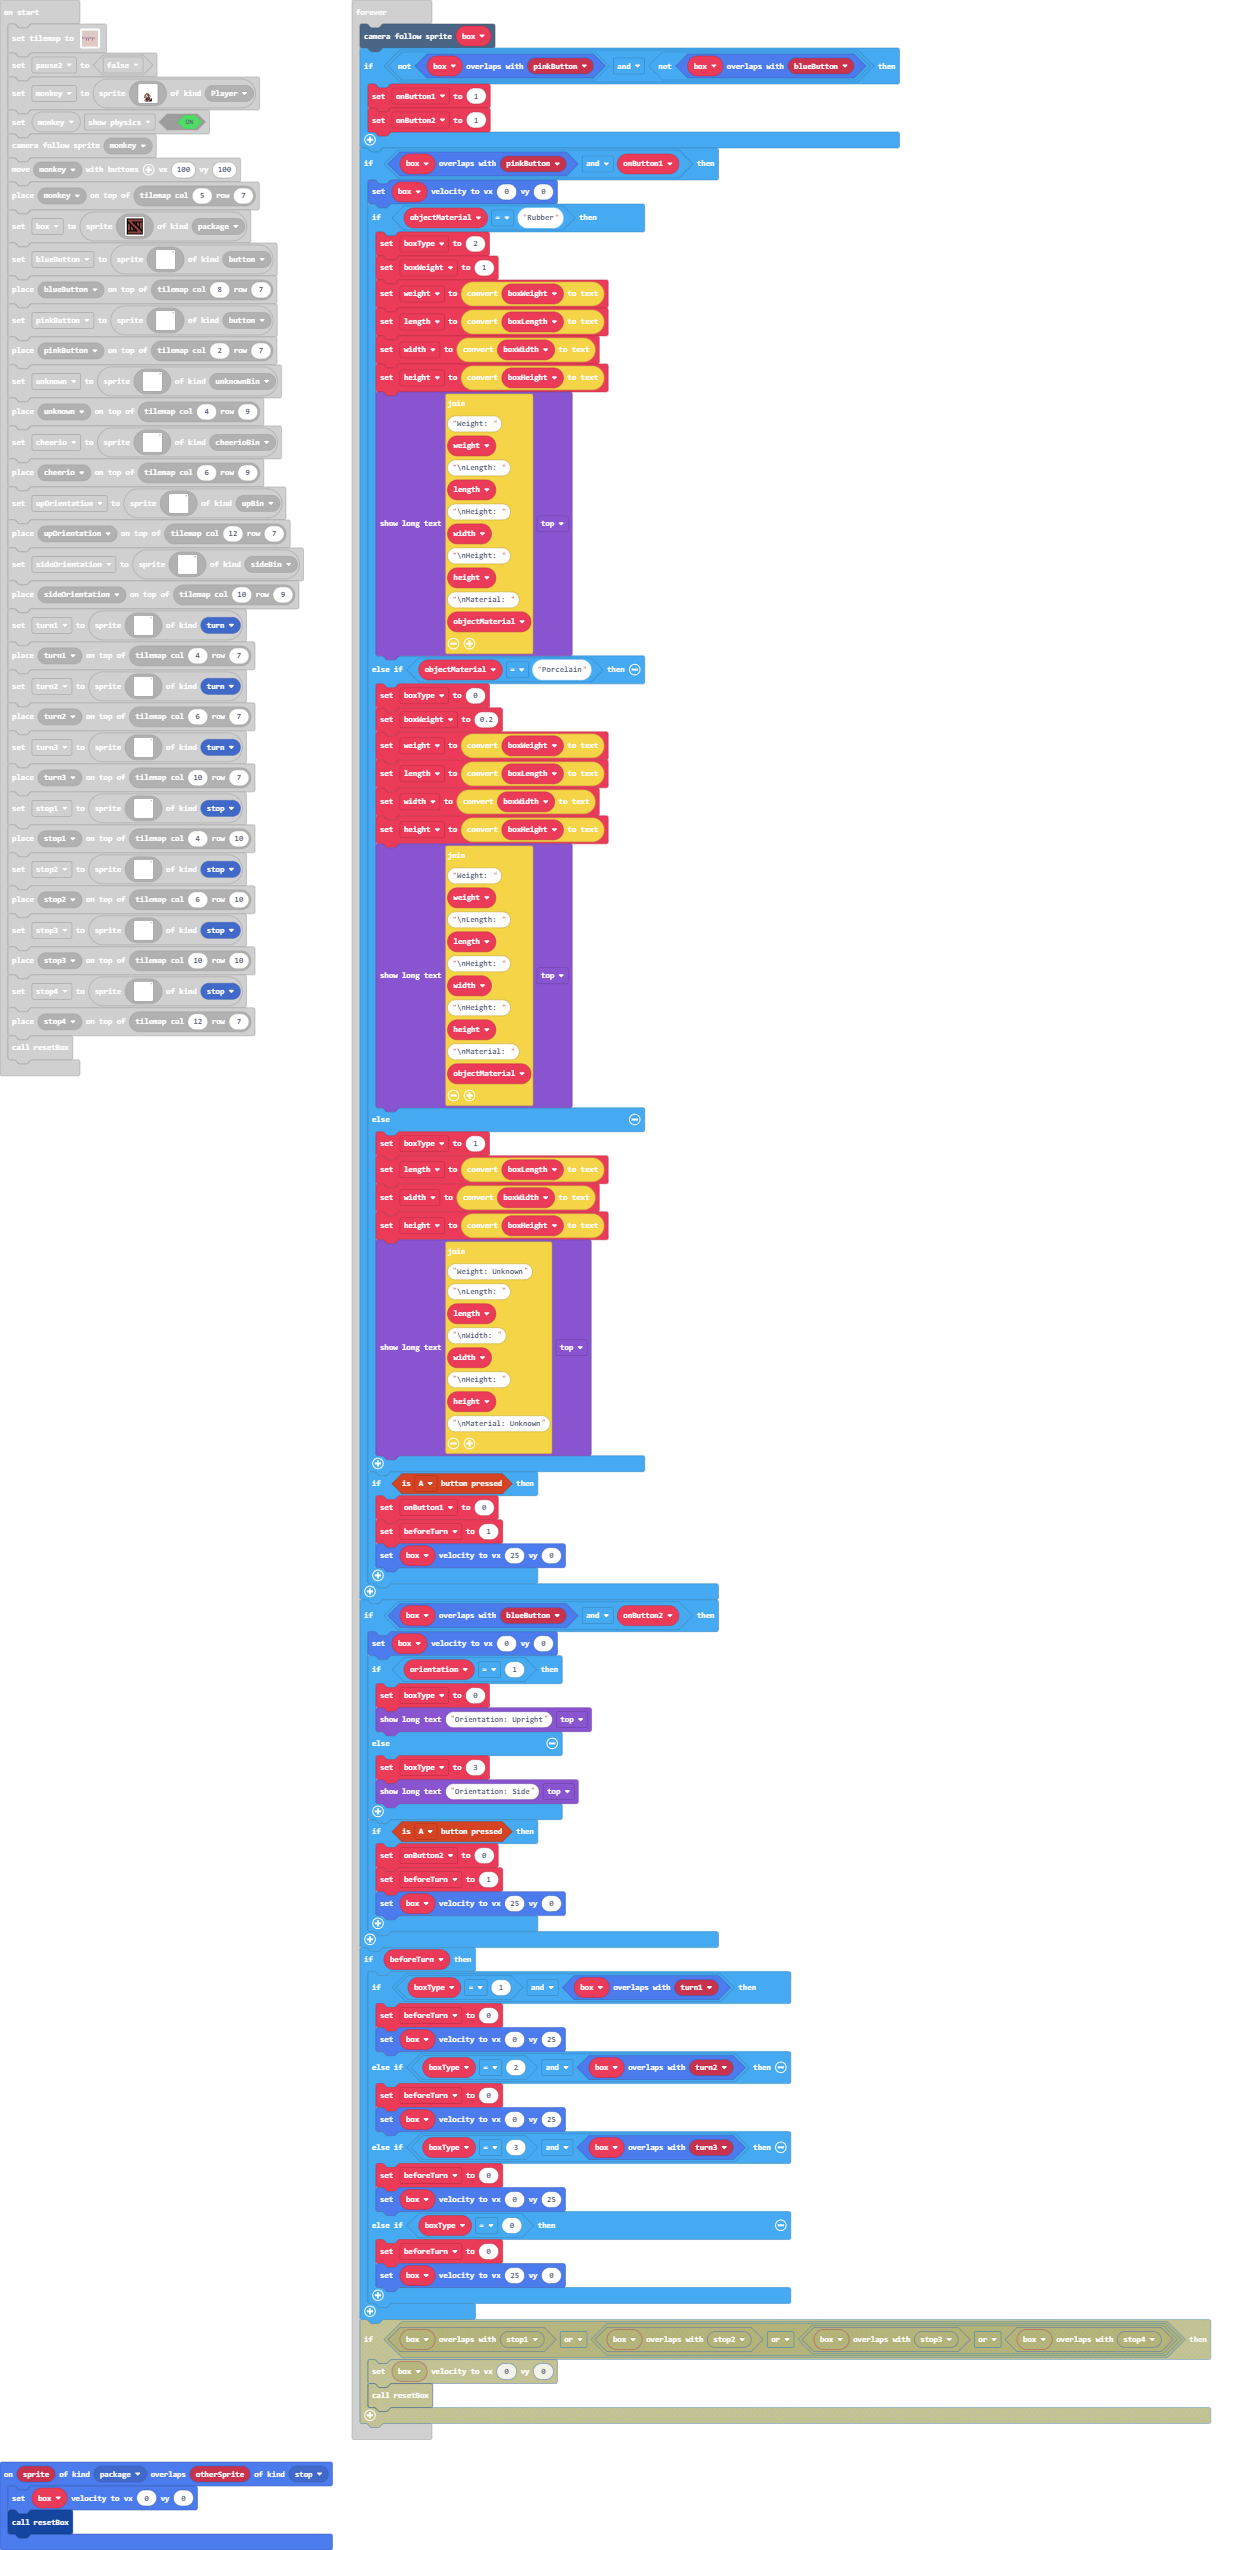 on start
set tilemap to
set pause2 to false
set monkey to sprite of kind Player
set monkey show physics ON
camera follow sprite monkey
move monkey with buttons vx 100 vy 100
place monkey on top of tilemap col 5 row 7
set box to sprite of kind package
set blueButton to sprite of kind button
place blueButton on top of tilemap col 8 row 7
set pinkButton to sprite of kind button
place pinkButton on top of tilemap col 2 row 7
set unknown to sprite of kind unknownBin
place unknown on top of tilemap col 4 row 9
set cheerio to sprite of kind cheerioBin
place cheerio on top of tilemap col 6 row 9
set upOrientation to sprite of kind upBin
place upOrientation on top of tilemap col 12 row 7
set sideOrientation to sprite of kind sideBin
place sideOrientation on top of tilemap col 10 row 9
set turn1 to sprite of kind turn
place turn1 on top of tilemap col 4 row 7
set turn2 to sprite of kind turn
place turn2 on top of tilemap col 6 row 7
set turn3 to sprite of kind turn
place turn3 on top of tilemap col 10 row 7
set stop1 to sprite of kind stop
place stop1 on top of tilemap col 4 row 10
set stop2 to sprite of kind stop
place stop2 on top of tilemap col 6 row 10
set stop3 to sprite of kind stop
place stop3 on top of tilemap col 10 row 10
set stop4 to sprite of kind stop
place stop4 on top of tilemap col 12 row 7
call resetBox
forever
camera follow sprite box
if not box overlaps with pinkButton and not box overlaps with blueButton then
set onButton1 to 1
set onButton2 to 1
if box overlaps with pinkButton and onButton1 then
set box velocity to vx 0 vy 0
if objectMaterial = "Rubber" then
set boxType to 2
set boxWeight to 1
set weight to convert boxWeight to text
set length to convert boxLength to text
set width to convert boxWidth to text
set height to convert boxHeight to text
join
"Weight: "
weight
"\nLength: "
length
"\nHeight: "
show long text width top
"\nHeight: "
height
"\nMaterial: "
objectMaterial
else if objectMaterial = "Porcelain" then
set boxType to 0
set boxWeight to 0.2
set weight to convert boxWeight to text
set length to convert boxLength to text
set width to convert boxWidth to text
set height to convert boxHeight to text
join
"Weight: "
weight
"\nLength: "
length
"\nHeight: "
show long text width top
"\nHeight: "
height
"\nMaterial: "
objectMaterial
else
set boxType to 1
set length to convert boxLength to text
set width to convert boxWidth to text
set height to convert boxHeight to text
join
"Weight: Unknown"
"\nLength: "
length
"\nWidth: "
show long text width top
"\nHeight: "
height
"\nMaterial: Unknown"
if is A button pressed then
set onButton1 to 0
set beforeTurn to 1
set box velocity to vx 25 vy 0
if box overlaps with blueButton and onButton2 then
set box velocity to vx 0 vy 0
if orientation = 1 then
set boxType to 0
show long text "Orientation: Upright" top
else
set boxType to 3
show long text "Orientation: Side" top
if is A button pressed then
set onButton2 to 0
set beforeTurn to 1
set box velocity to vx 25 vy 0
if beforeTurn then
if boxType = 1 and box overlaps with turn1 then
set beforeTurn to 0
set box velocity to vx 0 vy 25
else if boxType = 2 and box overlaps with turn2 then
set beforeTurn to 0
set box velocity to vx 0 vy 25
else if boxType = 3 and box overlaps with turn3 then
set beforeTurn to 0
set box velocity to vx 0 vy 25
else if boxType = 0 then
set beforeTurn to 0
set box velocity to vx 25 vy 0
if box overlaps with stop1 or box overlaps with stop2 or box overlaps with stop3 or box overlaps with stop4 then
set box velocity to vx 0 vy 0
call resetBox
on sprite of kind package overlaps otherSprite of kind stop
set box velocity to vx 0 vy 0
call resetBox